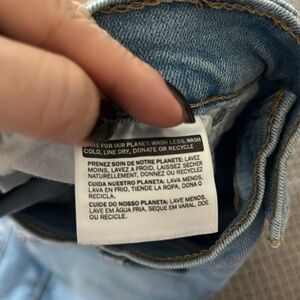 FOR OUR PLANET: WASH LESS, WASH
COLD, LINE DRY, DONATE OR RECYCLE
PRENEZ SOIN DE NOTRE PLANETE: LAVEZ
MOINS, LAVEZ A FROID, LAISSEZ SECHER
NATURELLEMENT, DONNEZ OU RECYCLEZ
CUIDA NUESTRO PLANETA: LAVA MENOS,
LAVA EN FRIO, TIENDE LA ROPA, DONA O
RECICLA.
CUIDE DO NOSSO PLANETA: LAVE MENOS,
LAVE EM ÁGUA FRIA, SEQUE EM VARAL, DOE
OU RECICLE.